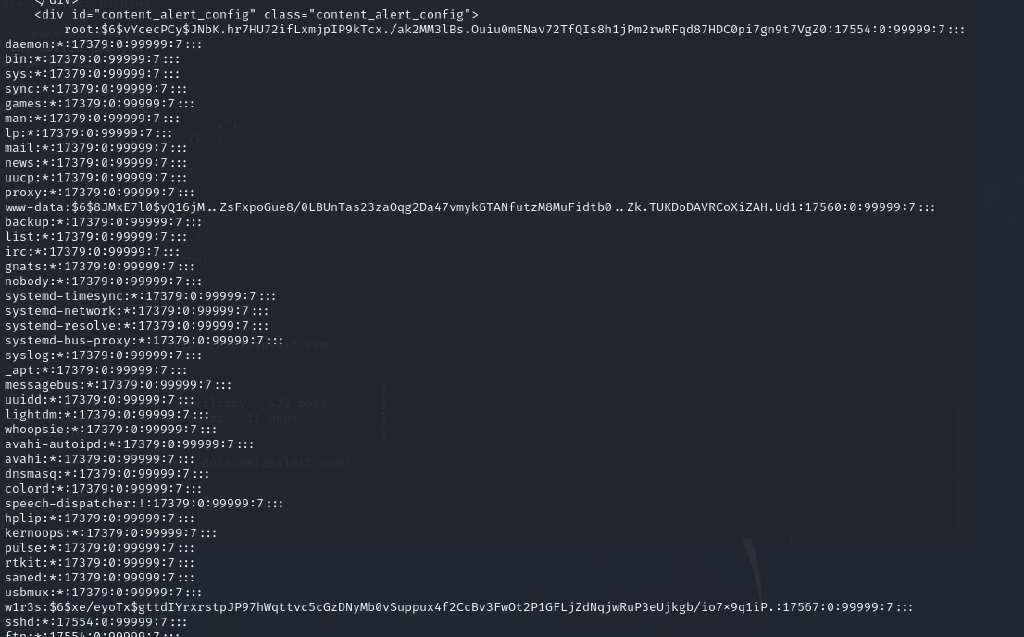 <div id="content_alert_config" class="content_alert_config">
root:$6$vYcecPCy$JNbK.hr7HU72ifLxmjpIP9kTcx./ak2MM3lBs.Ouiu0mENav72TfQIs8h1jPm2rwRFqd87HDC0pi7gn9t7VgZ0:17554:0:99999:7:::
daemon:*:17379:0:99999:7:::
bin:*:17379:0:99999:7:::
sys:*:17379:0:99999:7:::
sync:*:17379:0:99999:7:::
games:*:17379:0:99999:7:::
man:*:17379:0:99999:7:::
lp:*:17379:0:99999:7:::
mail:*:17379:0:99999:7:::
news:*:17379:0:99999:7:::
uucp:*:17379:0:99999:7:::
proxy:*:17379:0:99999:7:::
www-data:$6$8JMxE7l0$yQ16jM..ZsFxpoGue8/0LBUnTas23zaOqg2Da47vmykGTANfutzM8MuFidtb0..Zk.TUKDoDAVRCoXiZAH.Ud1:17560:0:99999:7:::
backup:*:17379:0:99999:7:::
list:*:17379:0:99999:7:::
irc:*:17379:0:99999:7:::
gnats:*:17379:0:99999:7:::
nobody:*:17379:0:99999:7:::
systemd-timesync:*:17379:0:99999:7:::
systemd-network:*:17379:0:99999:7:::
systemd-resolve:*:17379:0:99999:7:::
systemd-bus-proxy:*:17379:0:99999:7:::
syslog:*:17379:0:99999:7:::
_apt:*:17379:0:99999:7:::
messagebus:*:17379:0:99999:7:::
uuidd:*:17379:0:99999:7:::
lightdm:*:17379:0:99999:7:::
whoopsie:*:17379:0:99999:7:::
avahi-autoipd:*:17379:0:99999:7:::
avahi:*:17379:0:99999:7:::
dnsmasq:*:17379:0:99999:7:::
colord:*:17379:0:99999:7:::
speech-dispatcher:!:17379:0:99999:7:::
hplip:*:17379:0:99999:7:::
kernoops:*:17379:0:99999:7:::
pulse:*:17379:0:99999:7:::
rtkit:*:17379:0:99999:7:::
saned:*:17379:0:99999:7:::
usbmux:*:17379:0:99999:7:::
w1r3s:$6$xe/eyoTx$gttdIYrxrstpJP97hWqttvc5cGzDNyMb0vSuppux4f2CcBv3FwOt2P1GFLjZdNqjwRuP3eUjkgb/io7x9q1iP.:17567:0:99999:7:::
sshd:*:17554:0:99999:7:::
ftp:*:17554:0:99999:7:::